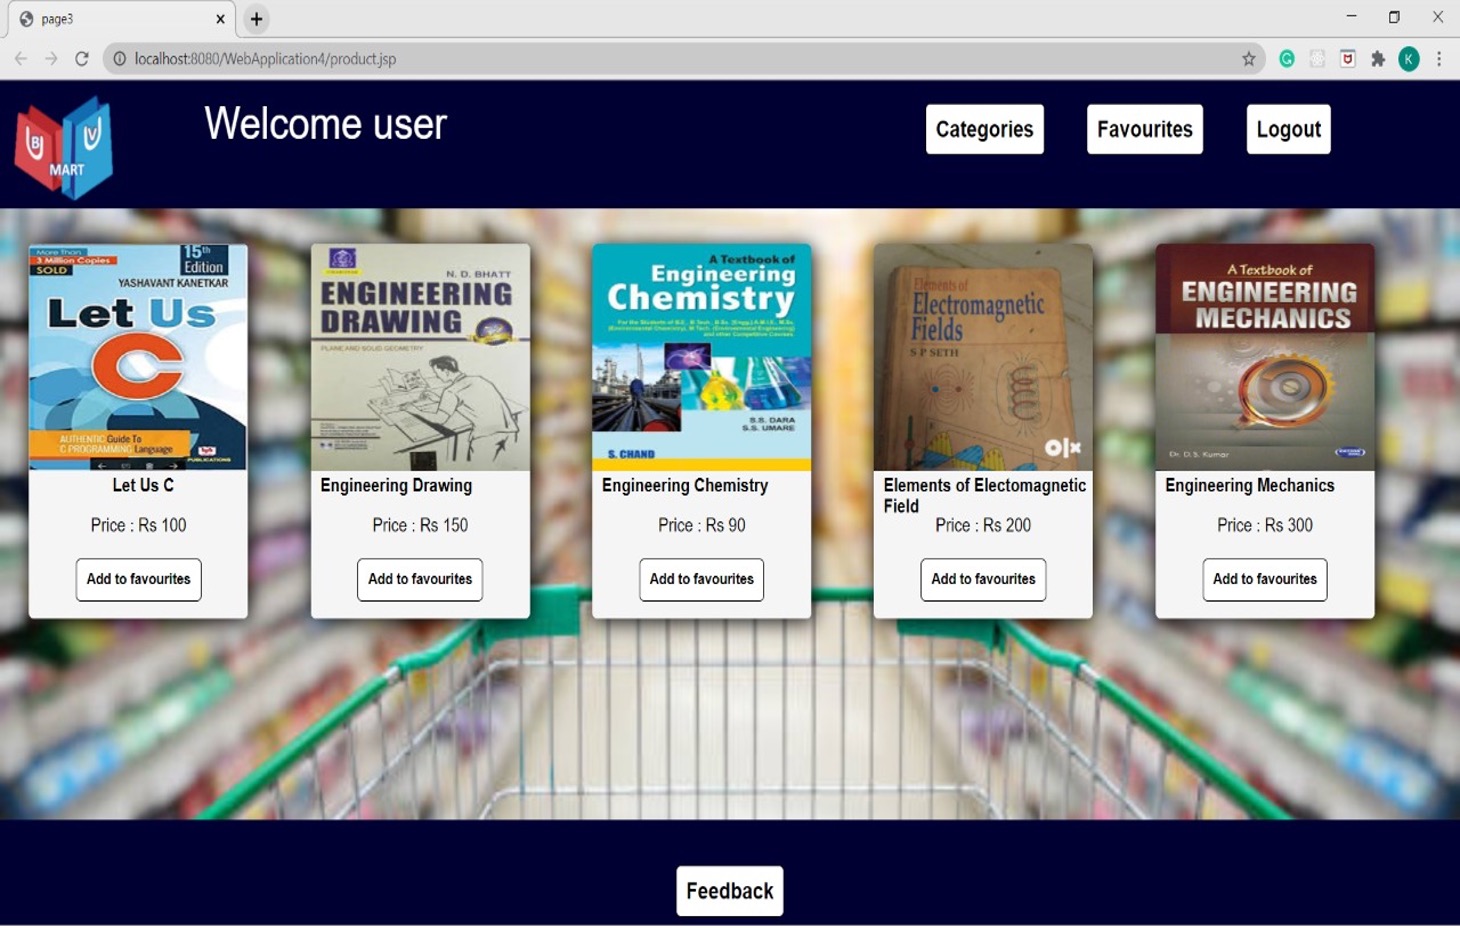 page3
localhost:8080/WebApplication4/product.jsp
K
BJ
V
MART
Welcome user
Categories
Favourites
Logout
More Than
3 Million Copies
SOLD
15th
Edition
YASHAVANT KANETKAR
Let Us
C
AUTHENTIC Guide To
C PROGRAMMING Language
PUBLICATIONS
Let Us C
Price : Rs 100
Add to favourites
N. D. BHATT
ENGINEERING
DRAWING
PLANE AND SOLID GEOMETRY
Engineering Drawing
Price : Rs 150
Add to favourites
A Textbook of
Engineering
Chemistry
S.S. DARA
S.S. UMARE
S. CHAND
Engineering Chemistry
Price : Rs 90
Add to favourites
Elements of
Electromagnetic
Fields
S P SETH
olx
Elements of Electomagnetic
Field
Price : Rs 200
Add to favourites
A Textbook of
ENGINEERING
MECHANICS
Dr. D.S. Kumar
Engineering Mechanics
Price : Rs 300
Add to favourites
Feedback